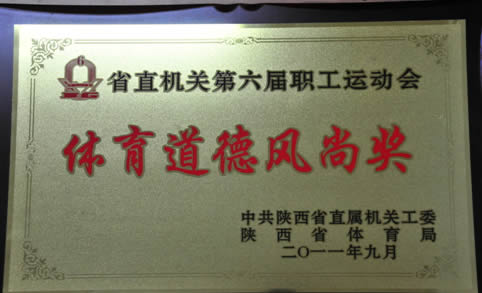 6
省直机关第六届职工运动会
体育道德风尚奖
中共陕西省直属机关工委
陕西省体育局
二〇一一年九月